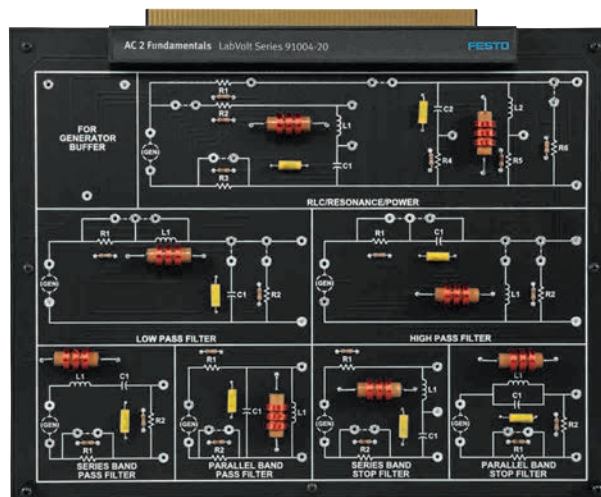 AC 2 Fundamentals LabVolt Series 91004-20 FESTO
FOR
GENERATOR
BUFFER
R1
R2
L1
C2
L2
GEN
C1
R4
R5
R6
R3
RLC/RESONANCE/POWER
R1
L1
GEN
C1
R2
LOW PASS FILTER
R1
C1
GEN
L1
R2
HIGH PASS FILTER
L1
C1
GEN
R2
R1
SERIES BAND
PASS FILTER
R1
GEN
C1
L1
R2
PARALLEL BAND
PASS FILTER
R1
L1
GEN
C1
R2
SERIES BAND
STOP FILTER
L1
C1
GEN
R2
R1
PARALLEL BAND
STOP FILTER